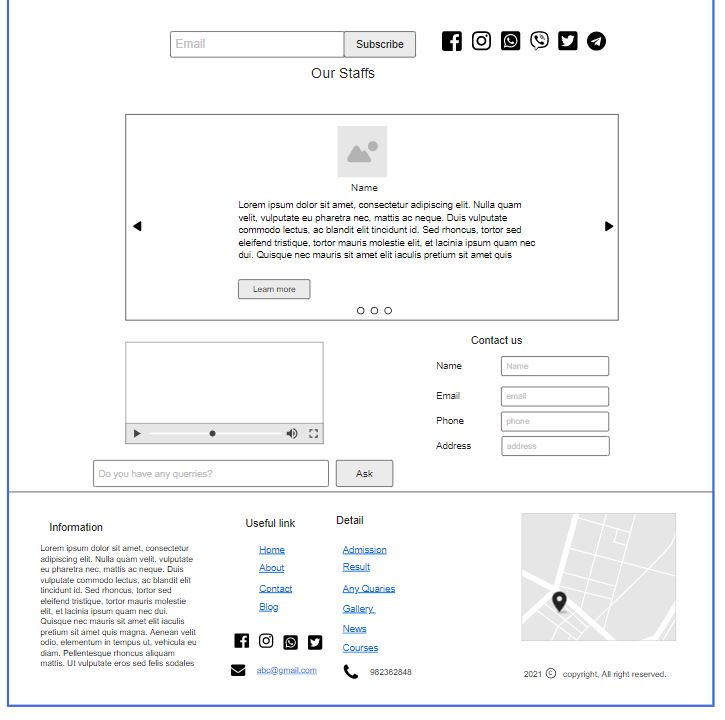 Email
Subscribe
Our Staffs
Name
Lorem ipsum dolor sit amet, consectetur adipiscing elit. Nulla quam
velit, vulputate eu pharetra nec, mattis ac neque. Duis vulputate
commodo lectus, ac blandit elit tincidunt id. Sed rhoncus, tortor sed
eleifend tristique, tortor mauris molestie elit, et lacinia ipsum quam nec
dui. Quisque nec mauris sit amet elit iaculis pretium sit amet quis
Learn more
Contact us
Name
Name
Email
email
Phone
phone
Address
address
Do you have any querries?
Ask
Information
Lorem ipsum dolor sit amet, consectetur
adipiscing elit. Nulla quam velit, vulputate
eu pharetra nec, mattis ac neque. Duis
vulputate commodo lectus, ac blandit elit
tincidunt id. Sed rhoncus, tortor sed
eleifend tristique, tortor mauris molestie
elit, et lacinia ipsum quam nec dui.
Quisque nec mauris sit amet elit iaculis
pretium sit amet quis magna. Aenean velit
odio, elementum in tempus ut, vehicula eu
diam. Pellentesque rhoncus aliquam
mattis. Ut vulputate eros sed felis sodales
Useful link
Home
About
Contact
Blog
abc@gmail.com
Detail
Admission
Result
Any Quaries
Gallery
News
Courses
982362848
2021 © copyright, All right reserved.